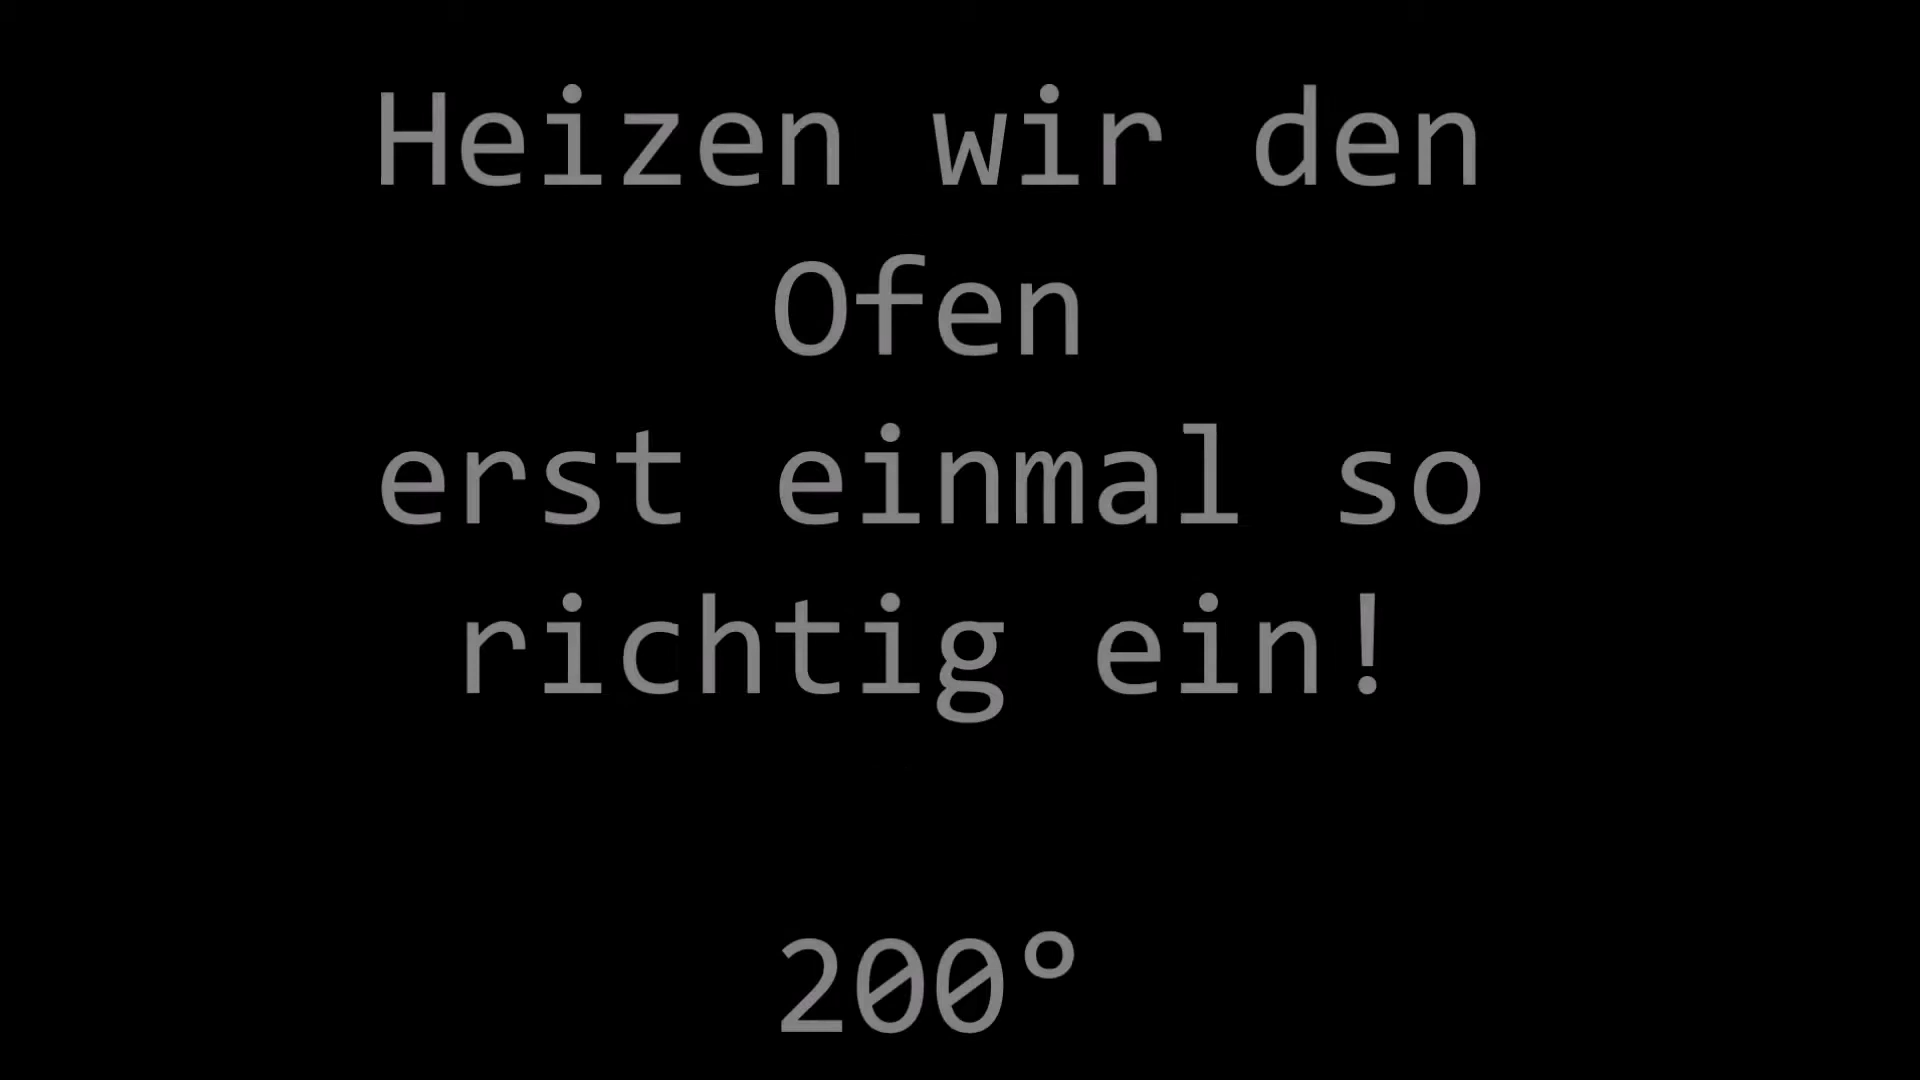 Heizen wir den
Ofen
erst einmal so
richtig ein!
200°